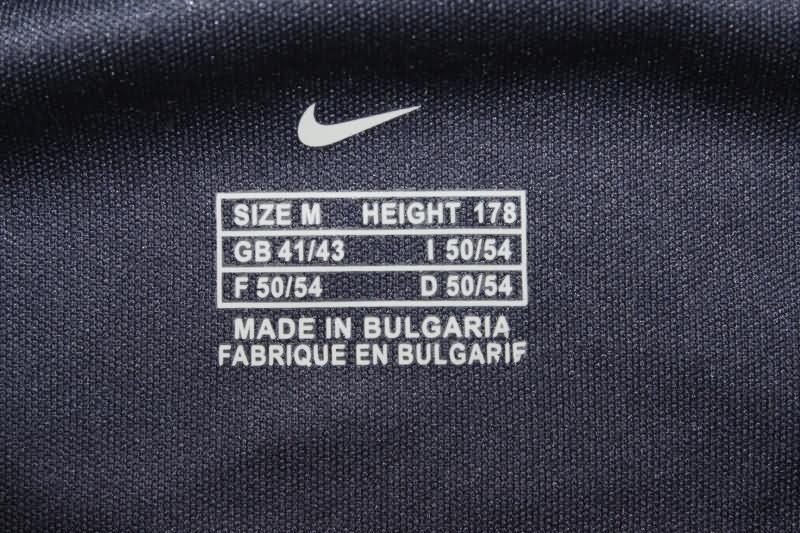 SIZE M HEIGHT 178
GB 41/43 I 50/54
F 50/54 D 50/54
MADE IN BULGARIA
FABRIQUE EN BULGARIF